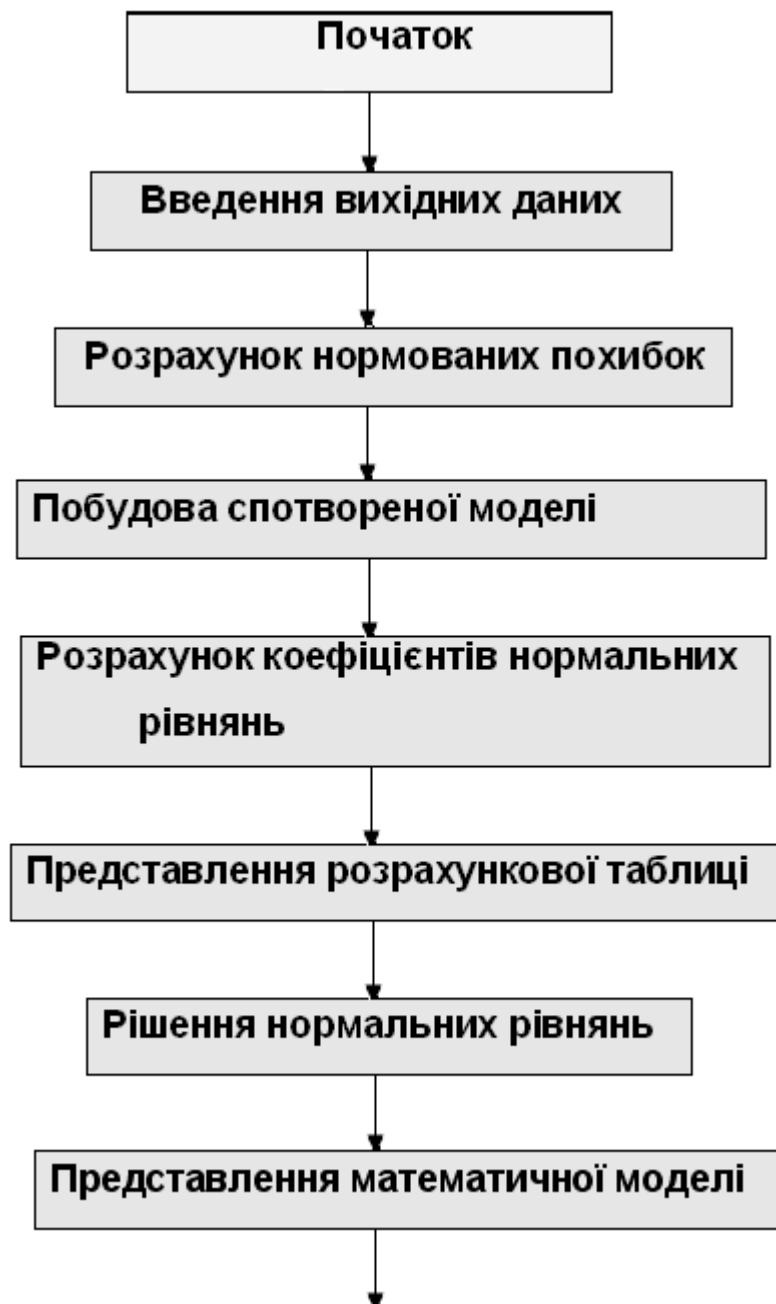 Початок
Введення вихідних даних
Розрахунок нормованих похибок
Побудова спотвореної моделі
Розрахунок коефіцієнтів нормальних
рівнянь
Представлення розрахункової таблиці
Рішення нормальних рівнянь
Представлення математичної моделі